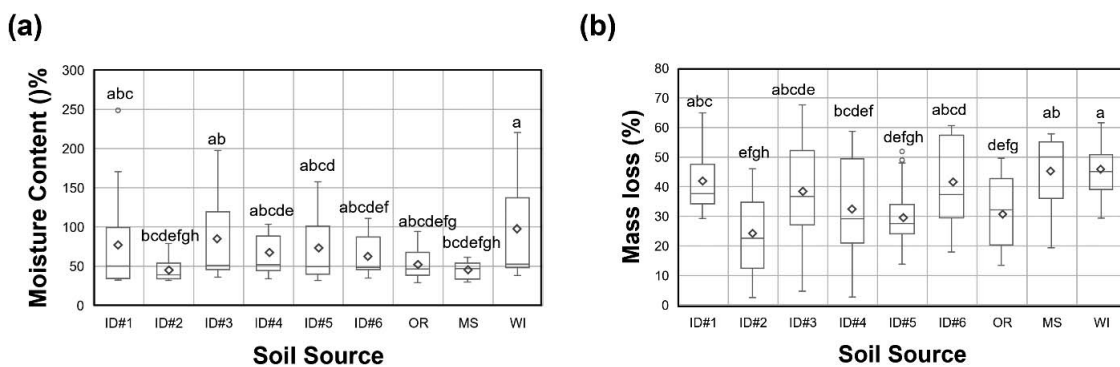 (a)
Moisture Content ()%
300
250
200
150
100
50
0
abc
bcdefgh
ab
abcde
abcd
abcdef
abcdefg
bcdefgh
a
ID#1 ID#2 ID#3 ID#4 ID#5 ID#6 OR MS WI
Soil Source
(b)
Mass loss (%)
80
70
60
50
40
30
20
10
0
abc
efgh
abcde
bcdef
defgh
abcd
defg
ab
a
ID#1 ID#2 ID#3 ID#4 ID#5 ID#6 OR MS WI
Soil Source